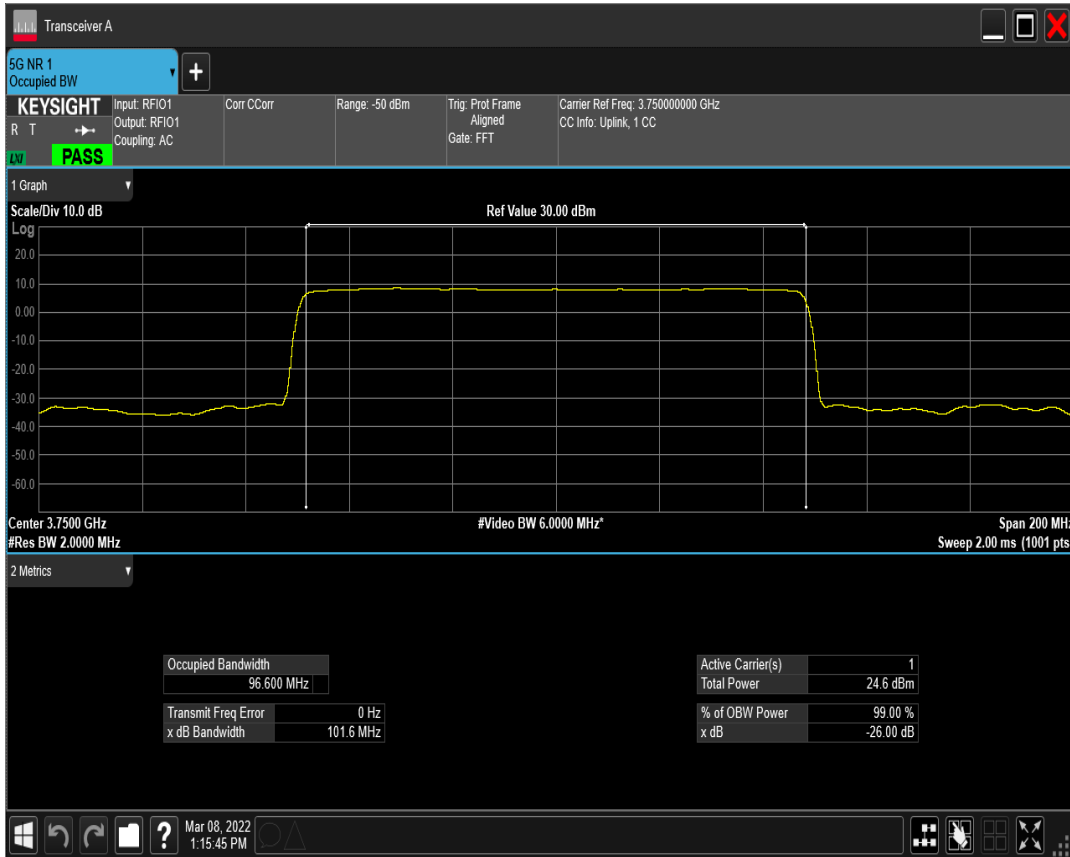 Transceiver A
5G NR 1
Occupied BW
KEYSIGHT
R T
LXI
PASS
Input: RFIO1
Output: RFIO1
Coupling: AC
Corr CCorr
Range: -50 dBm
Trig: Prot Frame
Aligned
Gate: FFT
Carrier Ref Freq: 3.750000000 GHz
CC Info: Uplink, 1 CC
1 Graph
Scale/Div 10.0 dB
Ref Value 30.00 dBm
Log
20.0
10.0
0.00
-10.0
-20.0
-30.0
-40.0
-50.0
-60.0
Center 3.7500 GHz
#Video BW 6.0000 MHz*
Span 200 MHz
#Res BW 2.0000 MHz
Sweep 2.00 ms (1001 pts
2 Metrics
Occupied Bandwidth
96.600 MHz
Transmit Freq Error 0 Hz
x dB Bandwidth 101.6 MHz
Active Carrier(s) 1
Total Power 24.6 dBm
% of OBW Power 99.00 %
x dB -26.00 dB
?
Mar 08, 2022
1:15:45 PM